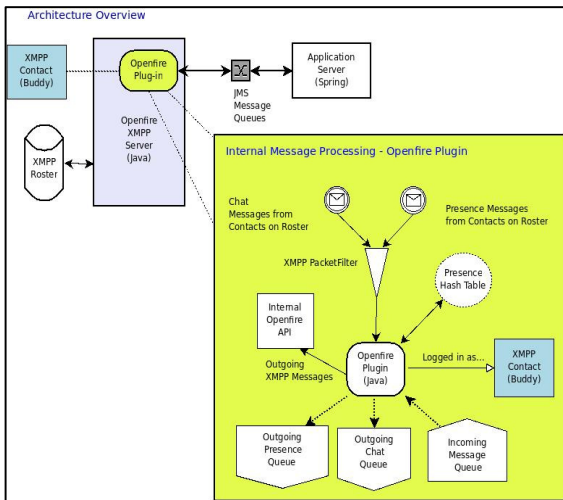 Architecture Overview
XMPP
Contact
(Buddy)
Openfire
Plug-in
Application
Server
(Spring)
JMS
Message
Queues
Openfire
XMPP
Server
(Java)
XMPP
Roster
Internal Message Processing - Openfire Plugin
Chat
Messages from
Contacts on Roster
Presence Messages
from Contacts on Roster
XMPP PacketFilter
Presence
Hash Table
Internal
Openfire
API
Openfire
Plugin
(Java)
Logged in as...
XMPP
Contact
(Buddy)
Outgoing
XMPP Messages
Outgoing
Presence
Queue
Outgoing
Chat
Queue
Incoming
Message
Queue